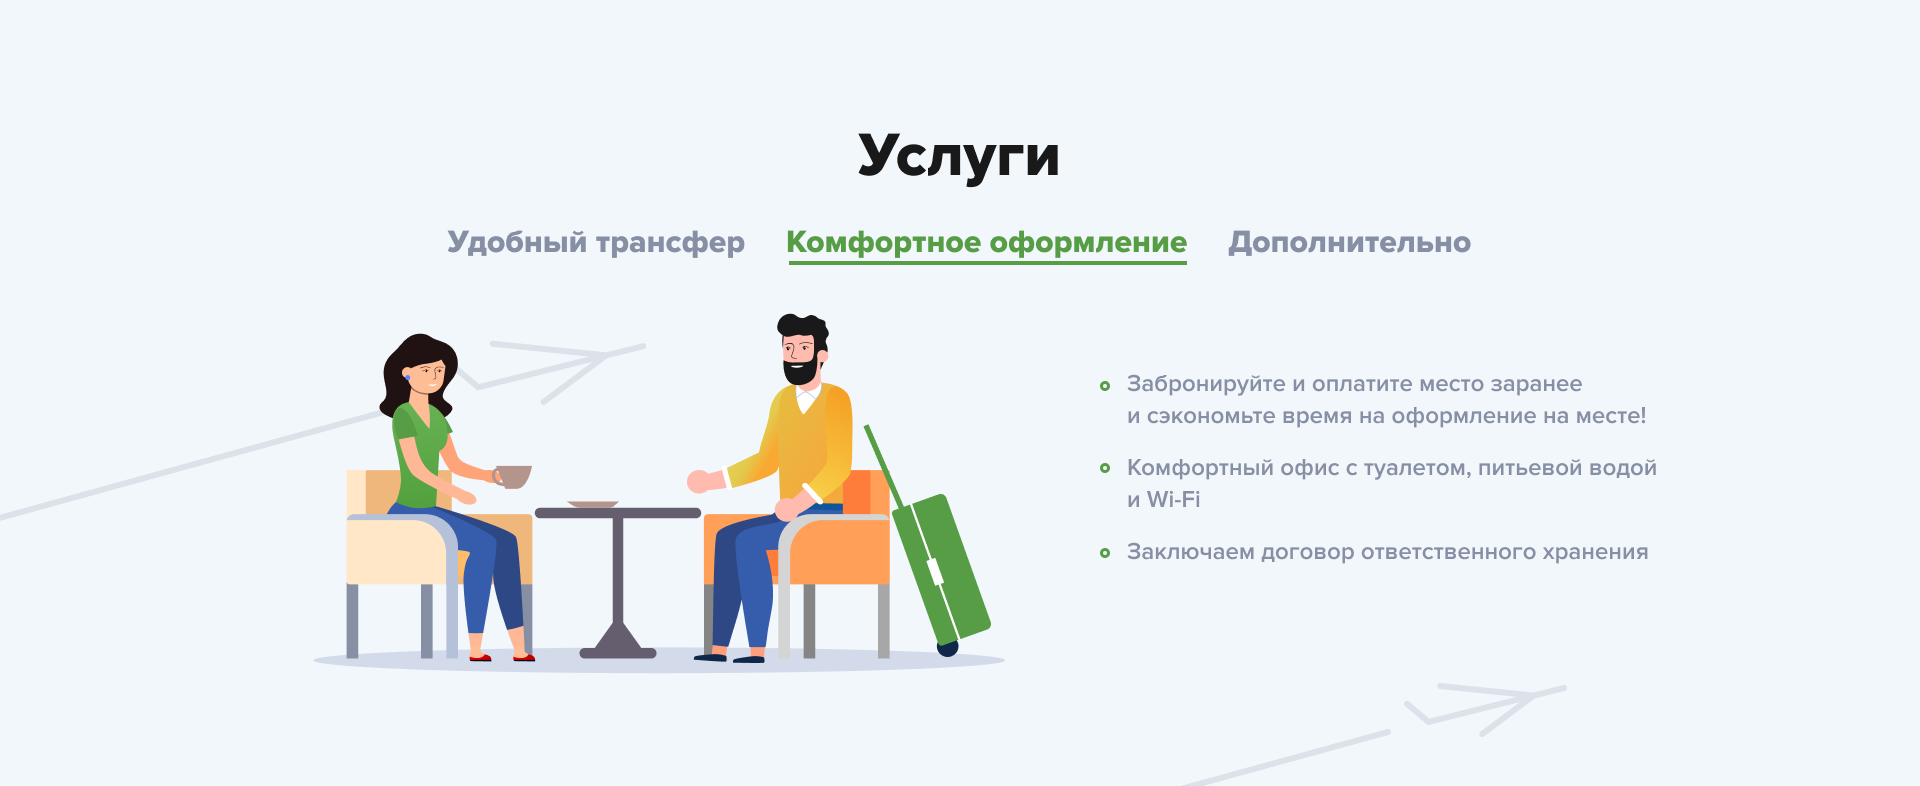 Услуги
Удобный трансфер Комфортное оформление Дополнительно
Забронируйте и оплатите место заранее
и сэкономьте время на оформление на месте!
Комфортный офис с туалетом, питьевой водой
и Wi-Fi
Заключаем договор ответственного хранения